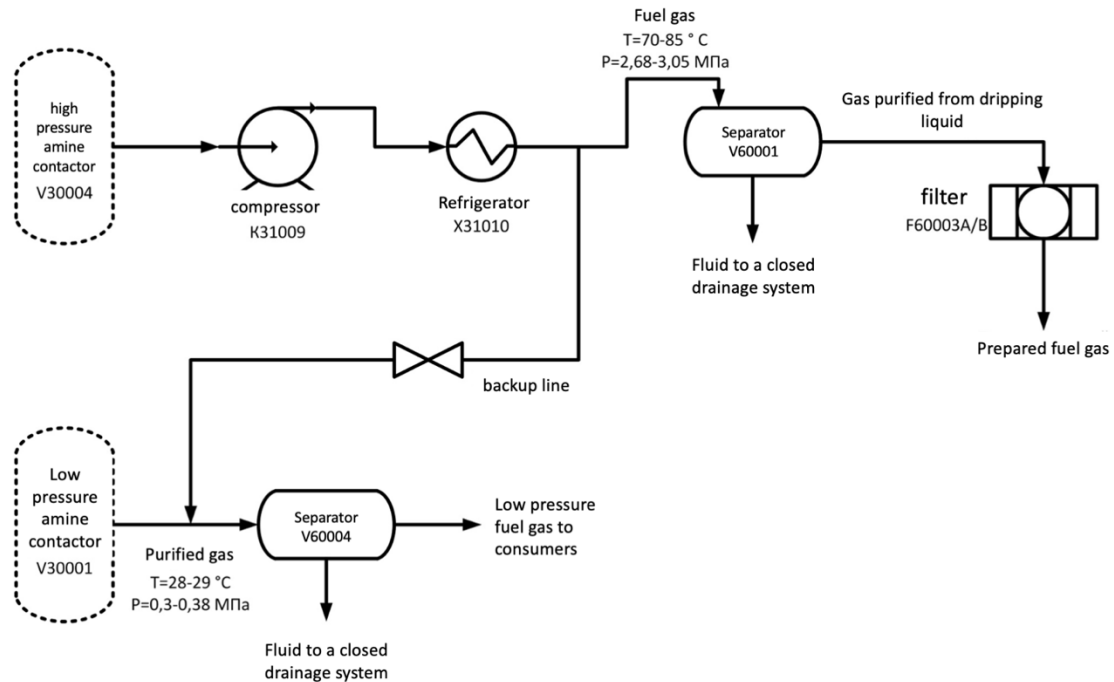 Fuel gas
T=70-85 ° C
P=2,68-3,05 МПа
high
pressure
amine
contactor
V30004
compressor
К31009
Refrigerator
X31010
Separator
V60001
Gas purified from dripping
liquid
filter
F60003A/B
Fluid to a closed
drainage system
Prepared fuel gas
backup line
Low
pressure
amine
contactor
V30001
Purified gas
T=28-29 °C
P=0,3-0,38 МПа
Separator
V60004
Low pressure
fuel gas to
consumers
Fluid to a closed
drainage system